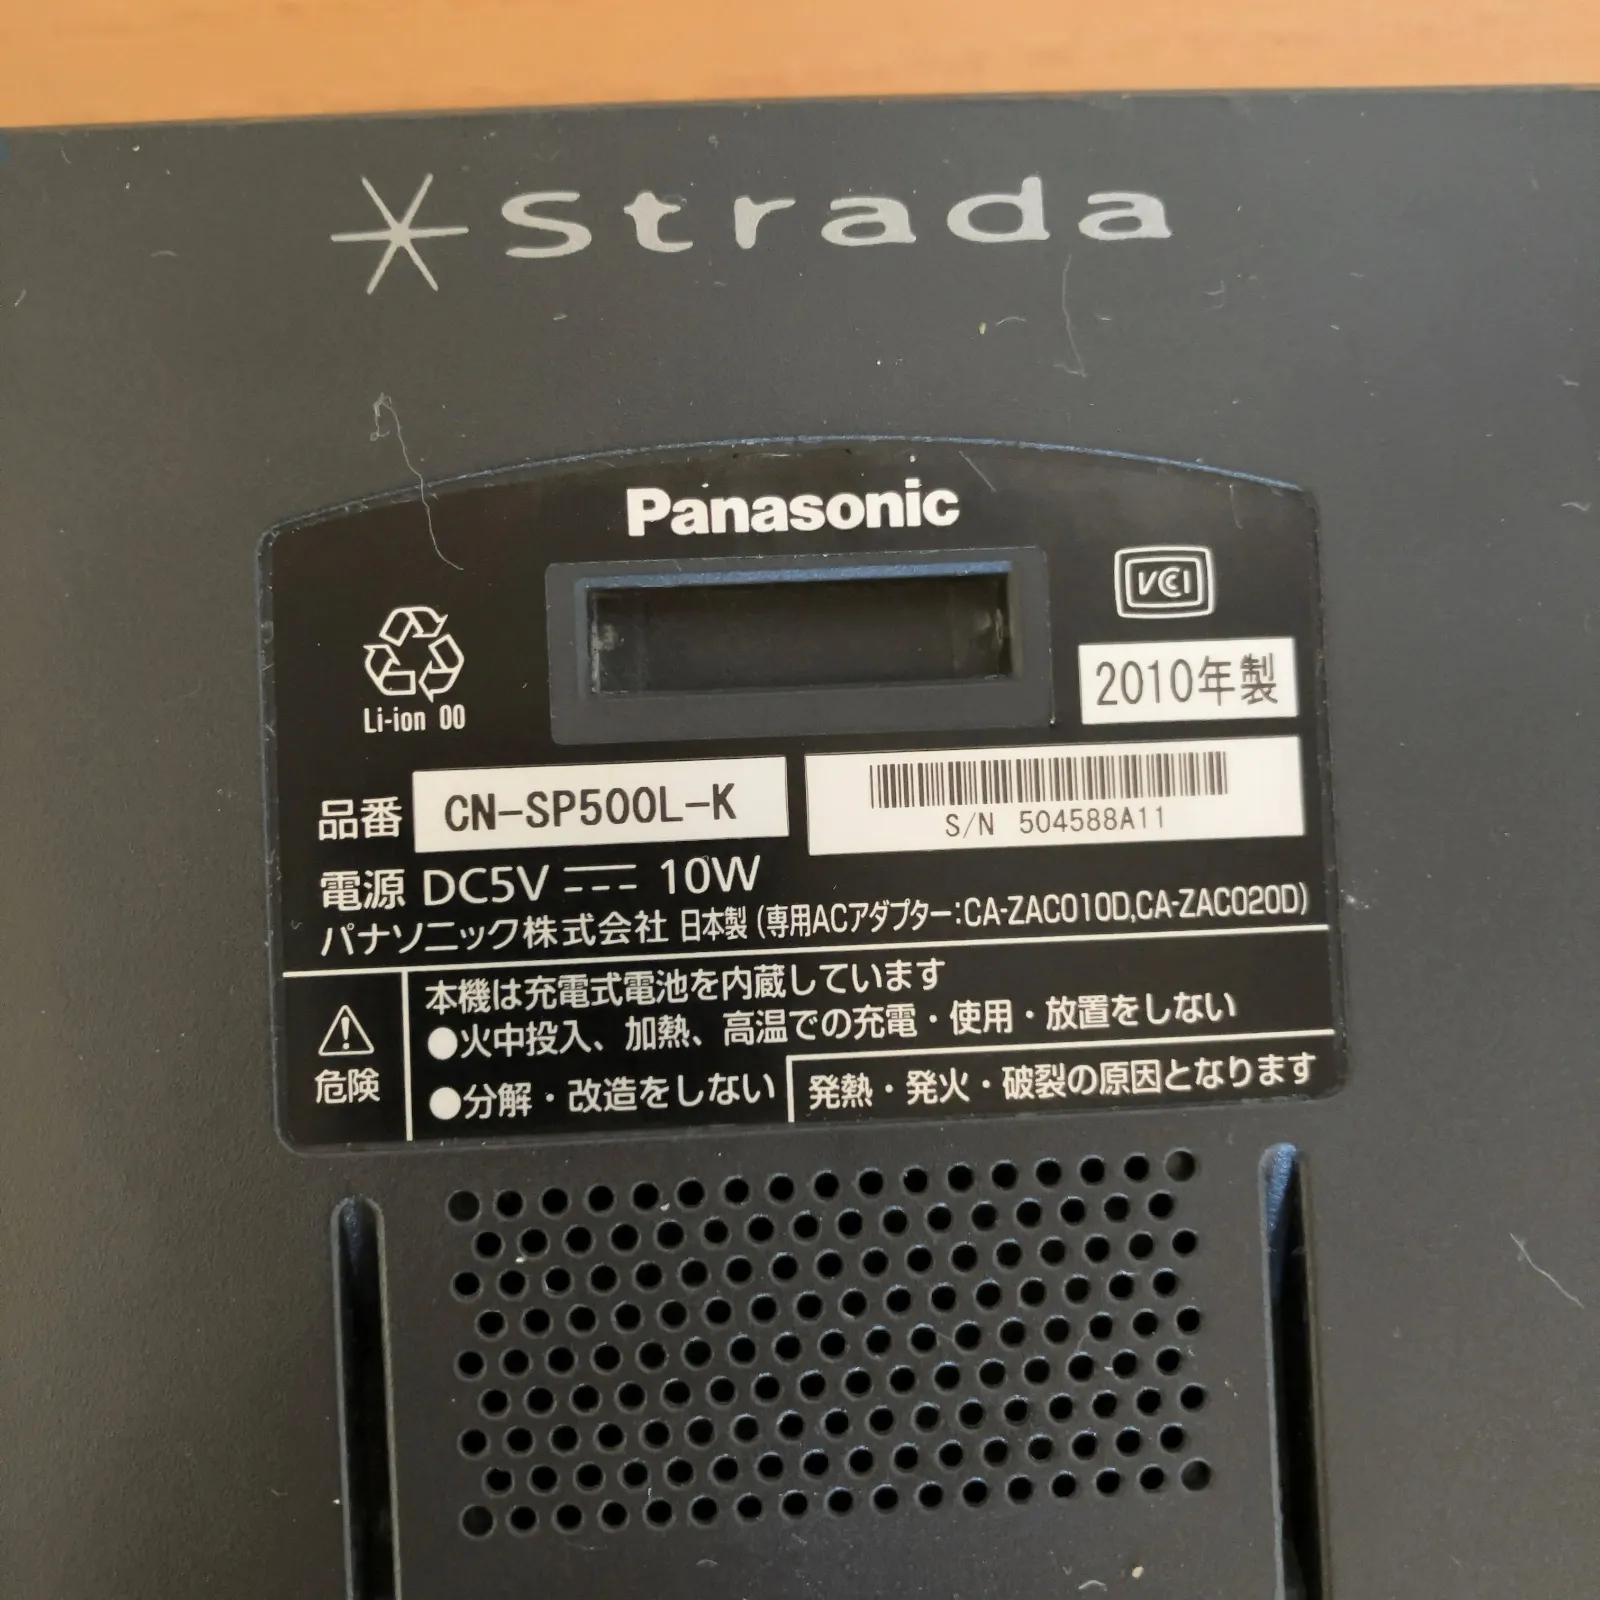 Strada
Panasonic
VCI
2010年製
Li-ion 00
品番 CN-SP500L-K
S/N 504588A11
電源 DC5V 10W
パナソニック株式会社 日本製 (専用ACアダプター:CA-ZAC010D,CA-ZAC020D)
危険
本機は充電式電池を内蔵しています
●火中投入、加熱、高温での充電・使用・放置をしない
●分解・改造をしない
発熱・発火・破裂の原因となります